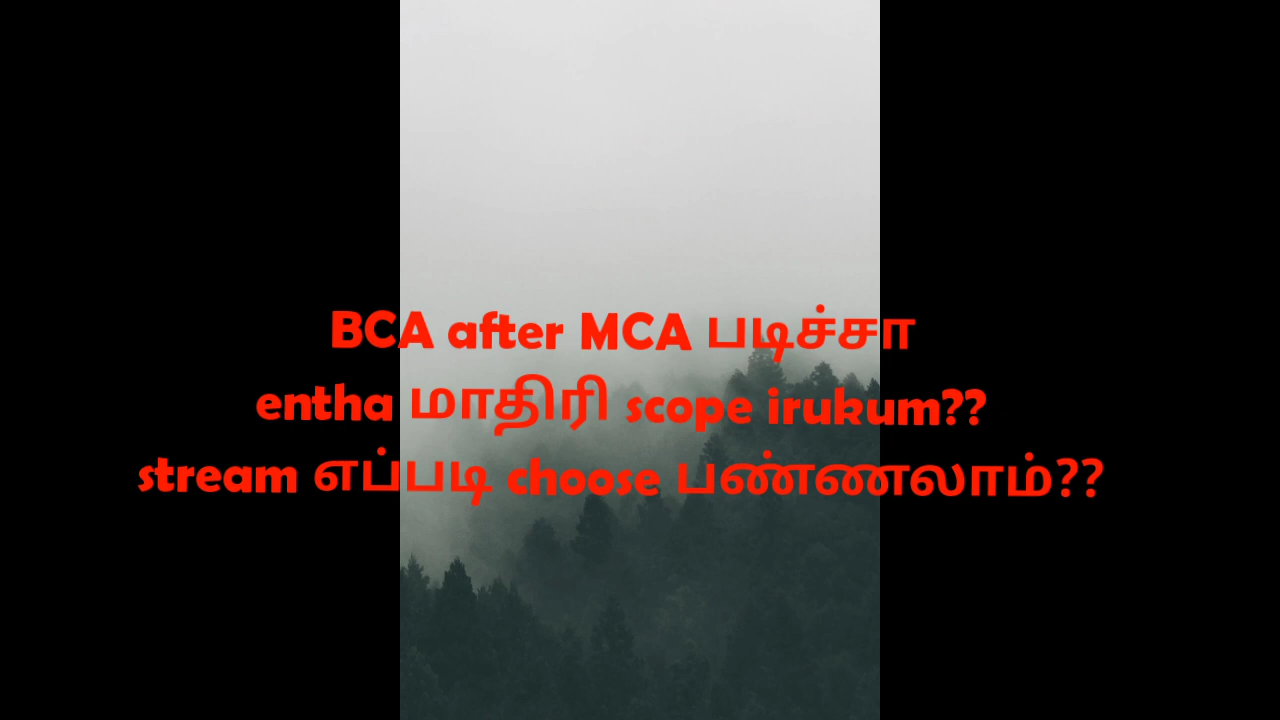 BCA after MCA படிச்சா
entha மாதிரி scope irukum??
stream எப்படி choose பண்ணலாம்??